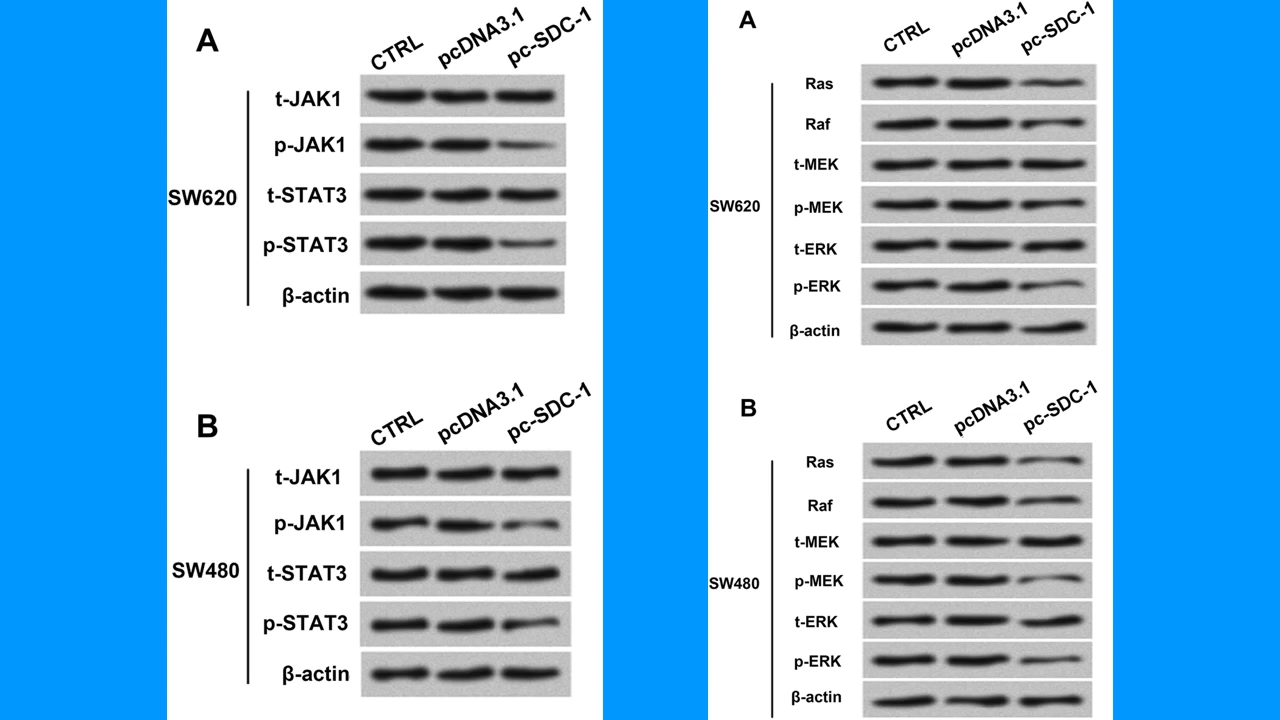 A
CTRL pcDNA3.1 pc-SDC-1
SW620
t-JAK1
p-JAK1
t-STAT3
p-STAT3
β-actin
B
CTRL pcDNA3.1 pc-SDC-1
SW480
t-JAK1
p-JAK1
t-STAT3
p-STAT3
β-actin
A
CTRL pcDNA3.1 pc-SDC-1
SW620
Ras
Raf
t-MEK
p-MEK
t-ERK
p-ERK
β-actin
B
CTRL pcDNA3.1 pc-SDC-1
SW480
Ras
Raf
t-MEK
p-MEK
t-ERK
p-ERK
β-actin